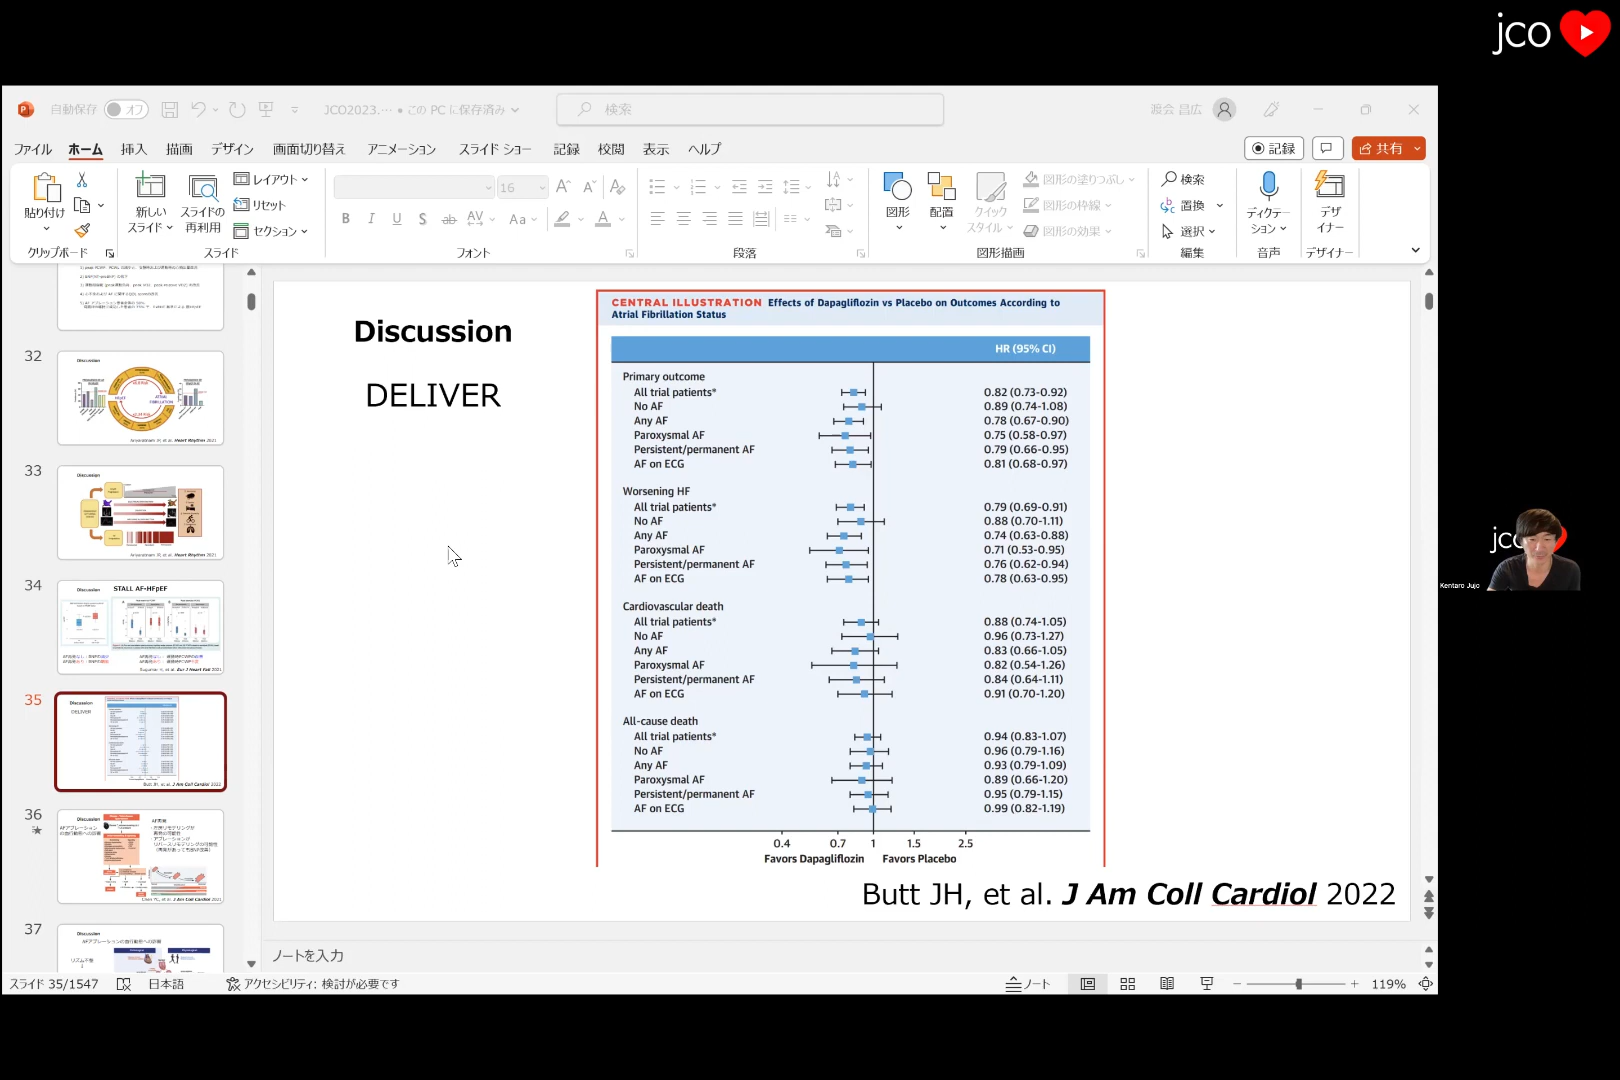 jco
自動保存 オフ JCO2023.… • この PC に保存済み 検索 渡会 昌広
ファイル ホーム 挿入 描画 デザイン 画面切り替え アニメーション スライド ショー 記録 校閲 表示 ヘルプ 記録 共有
貼り付け 新しい スライド スライドの 再利用 レイアウト リセット セクション
16
B I U S ab AV Aa A
図形 配置 クイック スタイル 図形の塗りつぶし 図形の枠線 図形の効果
検索 置換 選択
ディクテー ション デザ イナー
クリップボード スライド フォント 段落 図形描画 編集 音声 デザイナー
32
Discussion
33
Discussion
34
Discussion STALL AF-HFpEF
35
Discussion
DELIVER
36
Discussion
37
Discussion
Discussion
DELIVER
CENTRAL ILLUSTRATION Effects of Dapagliflozin vs Placebo on Outcomes According to
Atrial Fibrillation Status
HR (95% CI)
Primary outcome
All trial patients* 0.82 (0.73-0.92)
No AF 0.89 (0.74-1.08)
Any AF 0.78 (0.67-0.90)
Paroxysmal AF 0.75 (0.58-0.97)
Persistent/permanent AF 0.79 (0.66-0.95)
AF on ECG 0.81 (0.68-0.97)
Worsening HF
All trial patients* 0.79 (0.69-0.91)
No AF 0.88 (0.70-1.11)
Any AF 0.74 (0.63-0.88)
Paroxysmal AF 0.71 (0.53-0.95)
Persistent/permanent AF 0.76 (0.62-0.94)
AF on ECG 0.78 (0.63-0.95)
Cardiovascular death
All trial patients* 0.88 (0.74-1.05)
No AF 0.96 (0.73-1.27)
Any AF 0.83 (0.66-1.05)
Paroxysmal AF 0.82 (0.54-1.26)
Persistent/permanent AF 0.84 (0.64-1.11)
AF on ECG 0.91 (0.70-1.20)
All-cause death
All trial patients* 0.94 (0.83-1.07)
No AF 0.96 (0.79-1.16)
Any AF 0.93 (0.79-1.09)
Paroxysmal AF 0.89 (0.66-1.20)
Persistent/permanent AF 0.95 (0.79-1.15)
AF on ECG 0.99 (0.82-1.19)
0.4 0.7 1 1.5 2.5
Favors Dapagliflozin Favors Placebo
Butt JH, et al. J Am Coll Cardiol 2022
Kentaro Jujo
ノートを入力
スライド 35/1547 日本語 アクセシビリティ: 検討が必要です ノート 119%